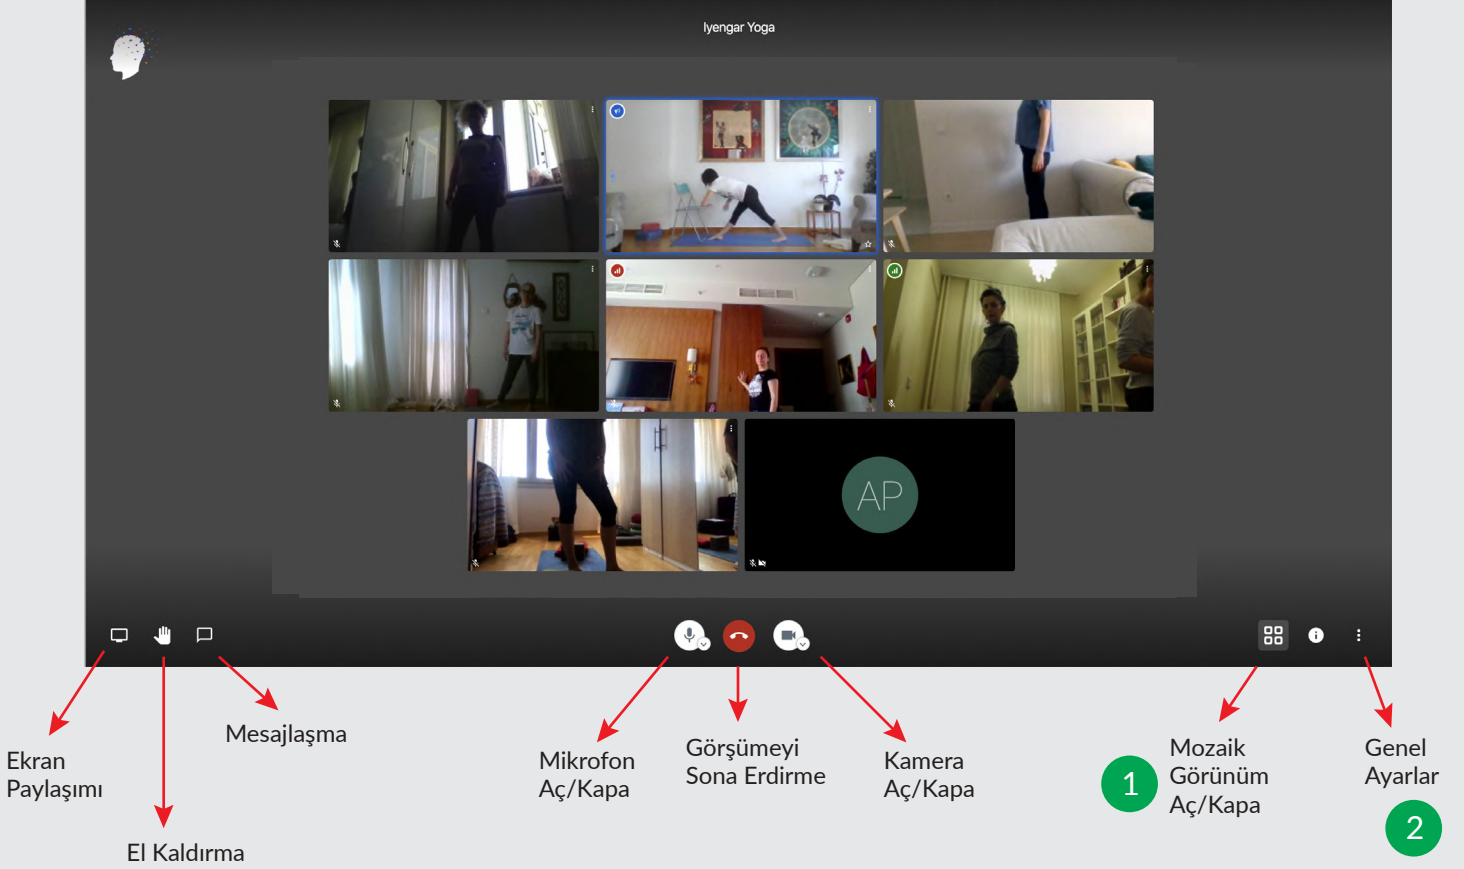 Iyengar Yoga
AP
Ekran
Paylaşımı
El Kaldırma
Mesajlaşma
Mikrofon
Aç/Kapa
Görşümeyi
Sona Erdirme
Kamera
Aç/Kapa
1
Mozaik
Görünüm
Aç/Kapa
Genel
Ayarlar
2